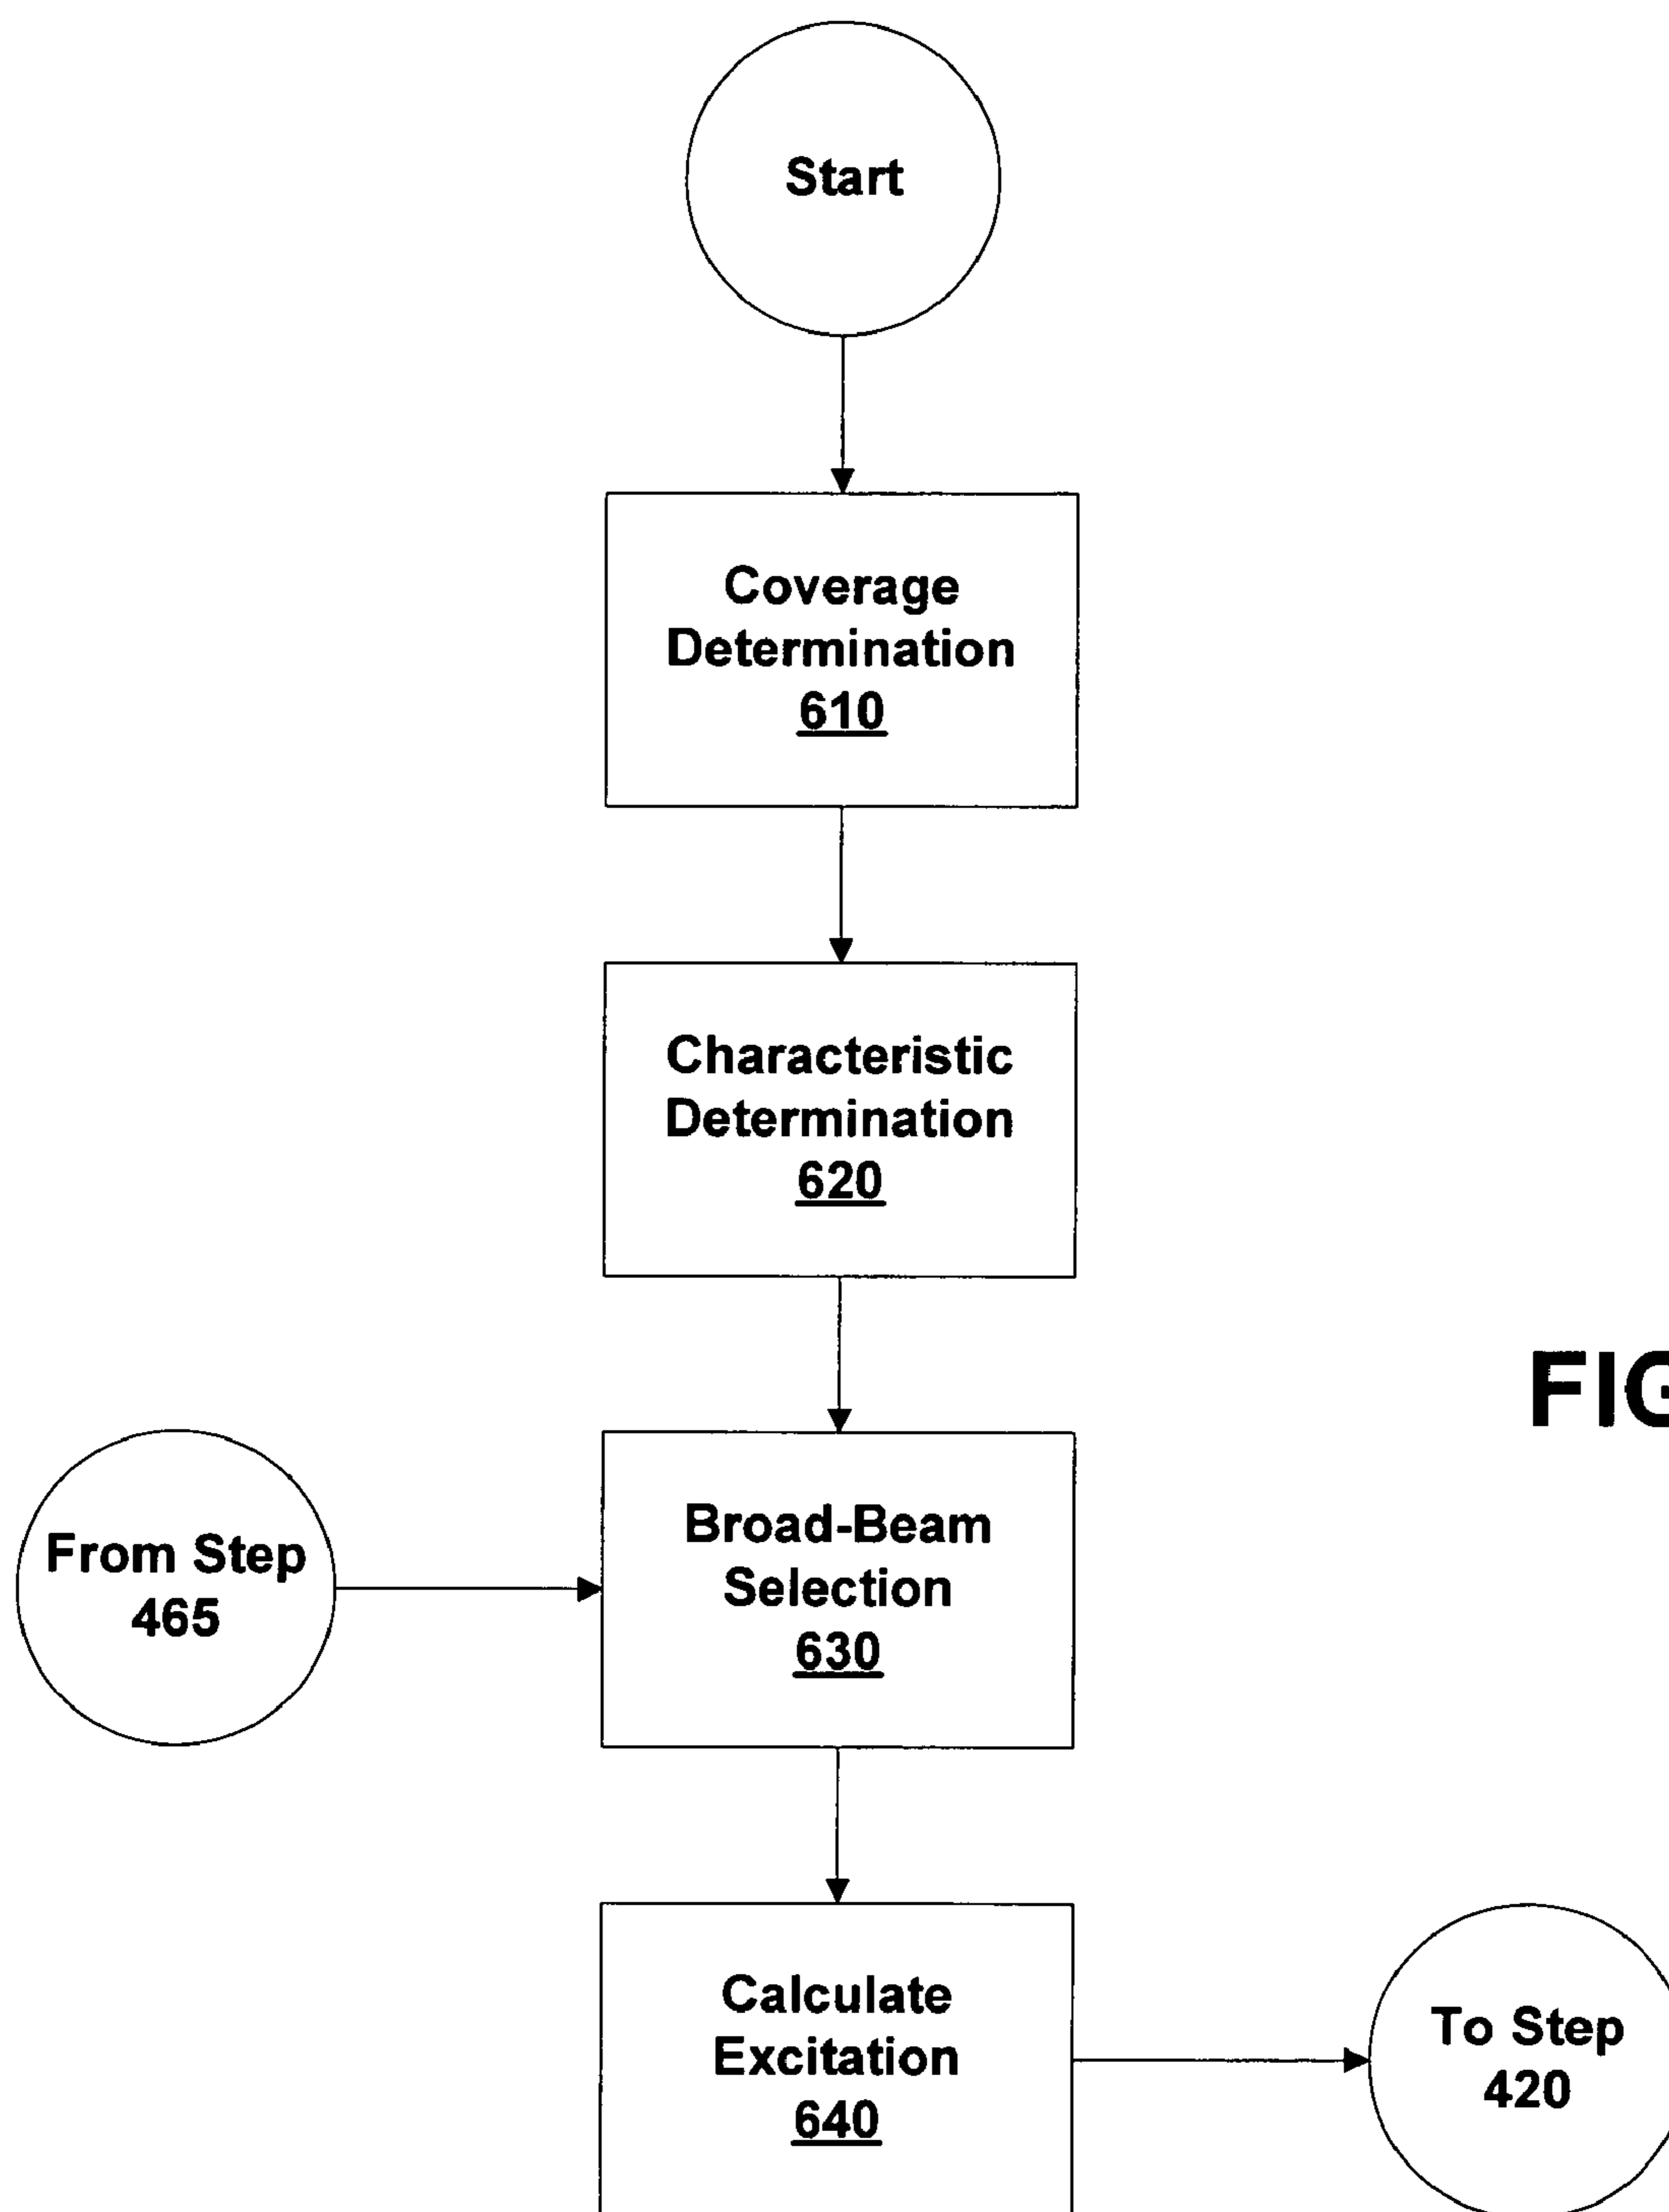 Start
Coverage
Determination
610
Characteristic
Determination
620
From Step
465
Broad-Beam
Selection
630
Calculate
Excitation
640
To Step
420